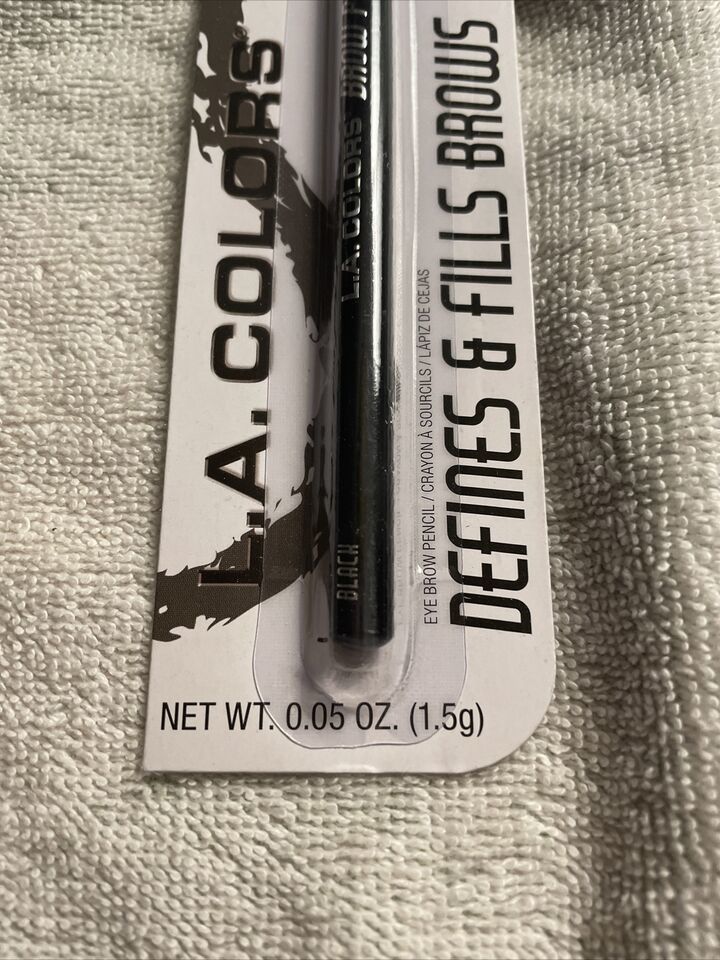 L.A. COLORS®
L.A. COLORS BROW
BLACK
EYE BROW PENCIL / CRAYON À SOURCILS / LÁPIZ DE CEJAS
DEFINES & FILLS BROWS
NET WT. 0.05 OZ. (1.5g)